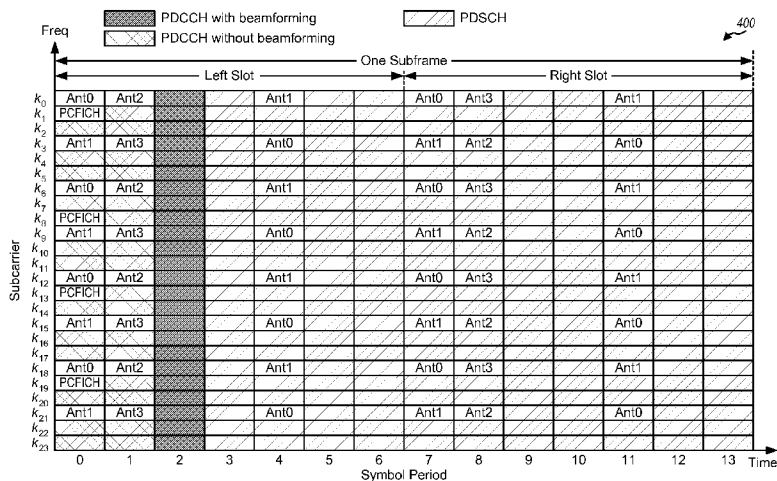 PDCCH with beamforming PDSCH
PDCCH without beamforming
400
Freq
One Subframe
Left Slot Right Slot
k0 Ant0 Ant2 Ant1 Ant0 Ant3 Ant1
k1 PCFICH
k2
k3 Ant1 Ant3 Ant0 Ant1 Ant2 Ant0
k4
k5
k6 Ant0 Ant2 Ant1 Ant0 Ant3 Ant1
k7
k8 PCFICH
k9 Ant1 Ant3 Ant0 Ant1 Ant2 Ant0
k10
k11
k12 Ant0 Ant2 Ant1 Ant0 Ant3 Ant1
k13 PCFICH
k14
k15 Ant1 Ant3 Ant0 Ant1 Ant2 Ant0
k16
k17
k18 Ant0 Ant2 Ant1 Ant0 Ant3 Ant1
k19 PCFICH
k20
k21 Ant1 Ant3 Ant0 Ant1 Ant2 Ant0
k22
k23
Subcarrier
0 1 2 3 4 5 6 7 8 9 10 11 12 13 Time
Symbol Period